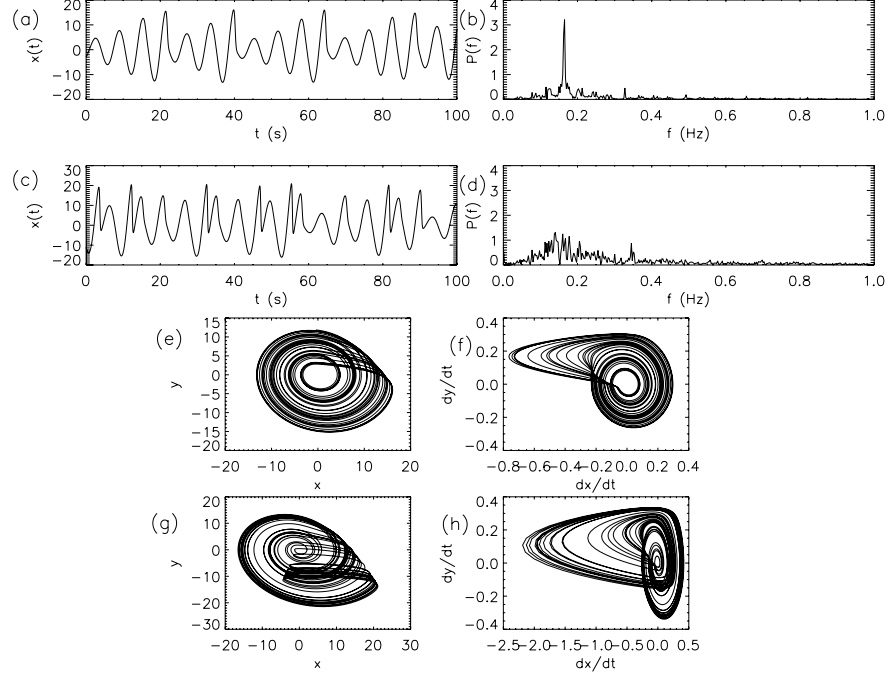 (a)
x(t)
20
10
0
-10
-20
0 20 40 60 80 100
t (s)
(b)
P(f)
4
3
2
1
0
0.0 0.2 0.4 0.6 0.8 1.0
f (Hz)
(c)
x(t)
30
20
10
0
-10
-20
0 20 40 60 80 100
t (s)
(d)
P(f)
4
3
2
1
0
0.0 0.2 0.4 0.6 0.8 1.0
f (Hz)
(e)
y
15
10
5
0
-5
-10
-15
-20
-20 -10 0 10 20
x
(f)
dy/dt
0.4
0.2
0.0
-0.2
-0.4
-0.8 -0.6 -0.4 -0.2 0.0 0.2 0.4
dx/dt
(g)
y
20
10
0
-10
-20
-30
-20 -10 0 10 20 30
x
(h)
dy/dt
0.4
0.2
0.0
-0.2
-0.4
-2.5 -2.0 -1.5 -1.0 -0.5 0.0 0.5
dx/dt